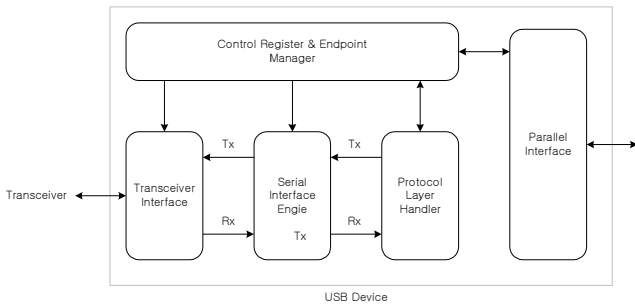 Control Register & Endpoint
Manager
Tx
Tx
Parallel
Interface
Transceiver
Transceiver
Interface
Serial
Interface
Engie
Protocol
Layer
Handler
Rx
Tx
Rx
USB Device